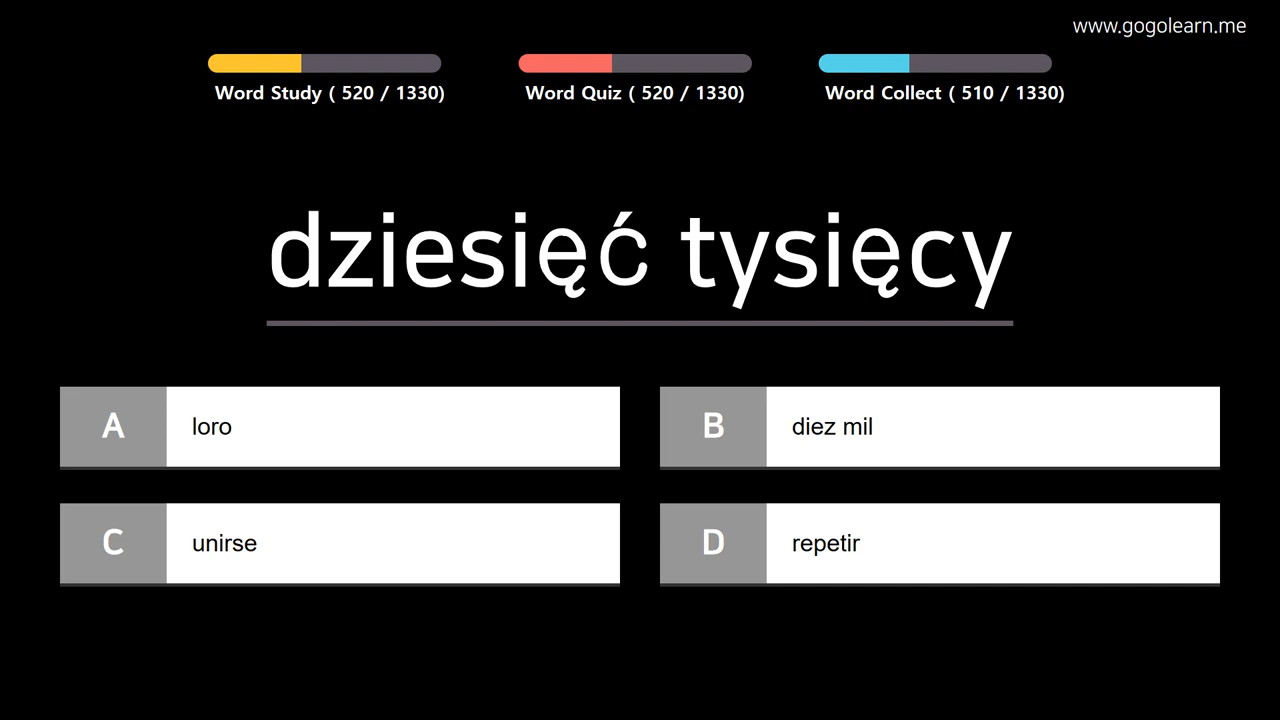 www.gogolearn.me
Word Study ( 520 / 1330)
Word Quiz ( 520 / 1330)
Word Collect ( 510 / 1330)
dziesięć tysięcy
A
loro
B
diez mil
C
unirse
D
repetir